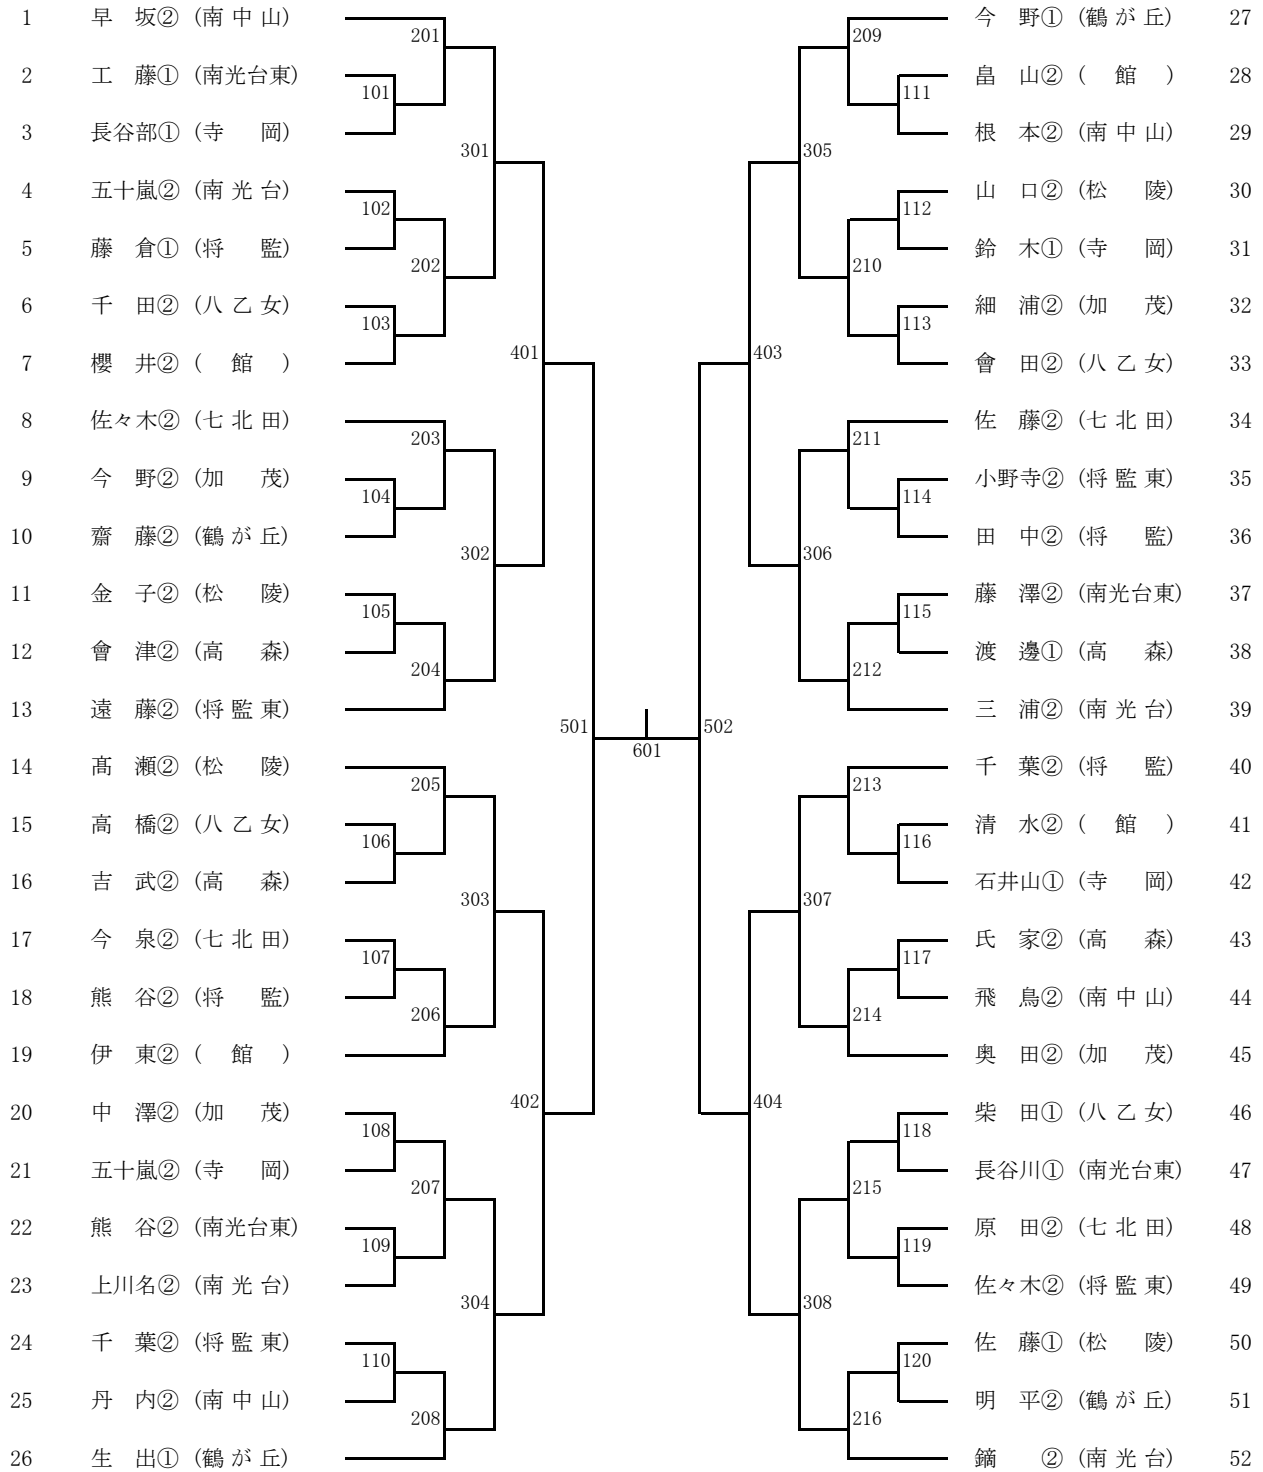 1 早 坂② (南 中 山) 今 野① (鶴 が 丘) 27
201 209
2 工 藤① (南光台東) 畠 山② ( 館 ) 28
101 111
3 長谷部① (寺 岡) 根 本② (南 中 山) 29
301 305
4 五十嵐② (南 光 台) 山 口② (松 陵) 30
102 112
5 藤 倉① (将 監) 鈴 木① (寺 岡) 31
202 210
6 千 田② (八 乙 女) 細 浦② (加 茂) 32
103 113
7 櫻 井② ( 館 ) 會 田② (八 乙 女) 33
401 403
8 佐々木② (七 北 田) 佐 藤② (七 北 田) 34
203 211
9 今 野② (加 茂) 小野寺② (将 監 東) 35
104 114
10 齋 藤② (鶴 が 丘) 田 中② (将 監) 36
302 306
11 金 子② (松 陵) 藤 澤② (南光台東) 37
105 115
12 會 津② (高 森) 渡 邊① (高 森) 38
204 212
13 遠 藤② (将 監 東) 三 浦② (南 光 台) 39
501 502
601
14 髙 瀬② (松 陵) 千 葉② (将 監) 40
205 213
15 高 橋② (八 乙 女) 清 水② ( 館 ) 41
106 116
16 吉 武② (高 森) 石井山① (寺 岡) 42
303 307
17 今 泉② (七 北 田) 氏 家② (高 森) 43
107 117
18 熊 谷② (将 監) 飛 鳥② (南 中 山) 44
206 214
19 伊 東② ( 館 ) 奥 田② (加 茂) 45
402 404
20 中 澤② (加 茂) 柴 田① (八 乙 女) 46
108 118
21 五十嵐② (寺 岡) 長谷川① (南光台東) 47
207 215
22 熊 谷② (南光台東) 原 田② (七 北 田) 48
109 119
23 上川名② (南 光 台) 佐々木② (将 監 東) 49
304 308
24 千 葉② (将 監 東) 佐 藤① (松 陵) 50
110 120
25 丹 内② (南 中 山) 明 平② (鶴 が 丘) 51
208 216
26 生 出① (鶴 が 丘) 鏑 ② (南 光 台) 52